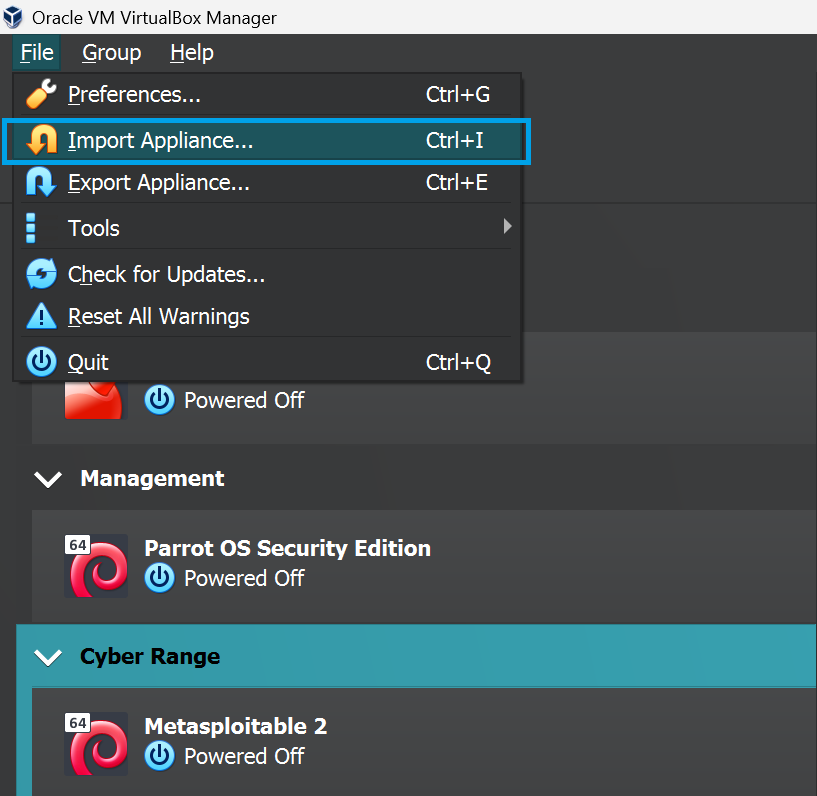 Oracle VM VirtualBox Manager
File Group Help
Preferences... Ctrl+G
Import Appliance... Ctrl+I
Export Appliance... Ctrl+E
Tools
Check for Updates...
Reset All Warnings
Quit Ctrl+Q
Powered Off
Management
64
Parrot OS Security Edition
Powered Off
Cyber Range
64
Metasploitable 2
Powered Off